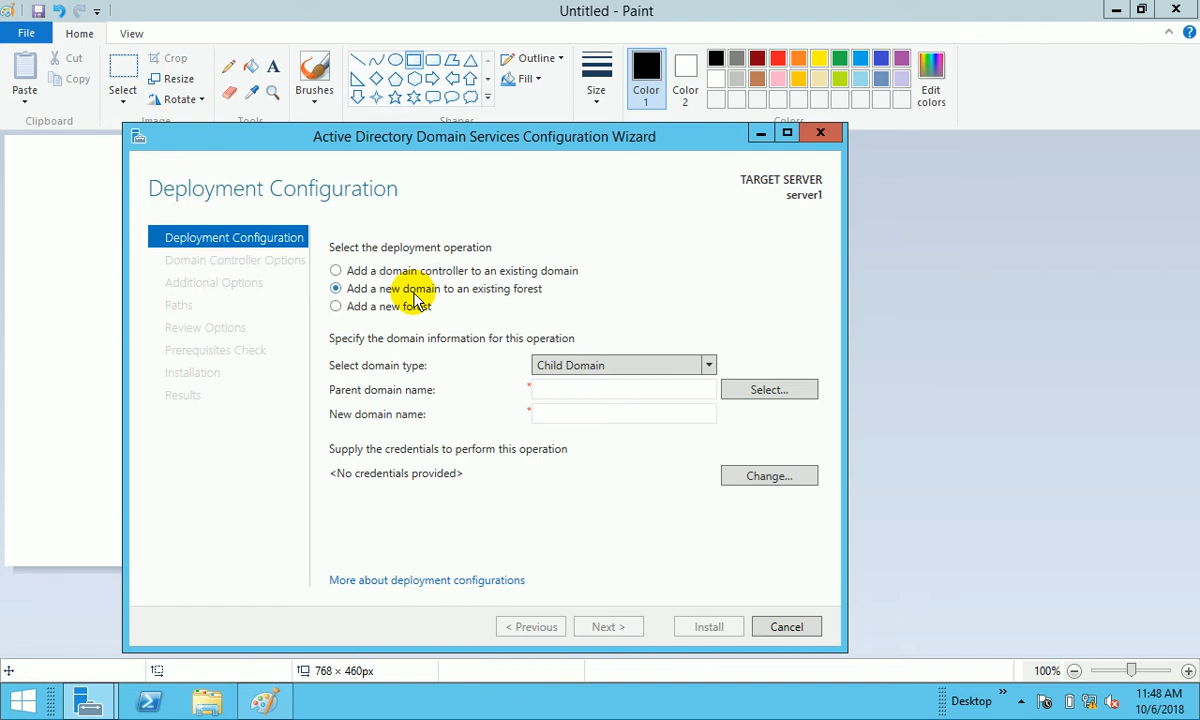 Untitled - Paint
File
Home
View
Paste
Cut
Copy
Clipboard
Select
Crop
Resize
Rotate
Image
A
Tools
Brushes
Shapes
Outline
Fill
Size
Color
1
Color
2
Edit
colors
Colors
Active Directory Domain Services Configuration Wizard
Deployment Configuration
TARGET SERVER
server1
Deployment Configuration
Domain Controller Options
Additional Options
Paths
Review Options
Prerequisites Check
Installation
Results
Select the deployment operation
Add a domain controller to an existing domain
Add a new domain to an existing forest
Add a new forest
Specify the domain information for this operation
Select domain type:
Child Domain
Parent domain name:
*
Select...
New domain name:
*
Supply the credentials to perform this operation
<No credentials provided>
Change...
More about deployment configurations
< Previous
Next >
Install
Cancel
768 × 460px
100%
Desktop
11:48 AM
10/6/2018